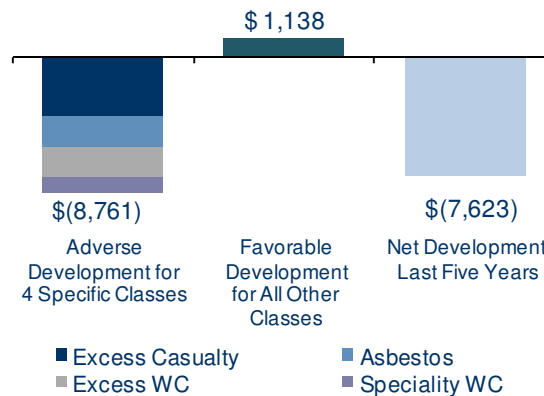 $ 1,138
$(8,761)
$(7,623)
Adverse
Development for
4 Specific Classes
Favorable
Development
for All Other
Classes
Net Development
Last Five Years
Excess Casualty
Asbestos
Excess WC
Speciality WC